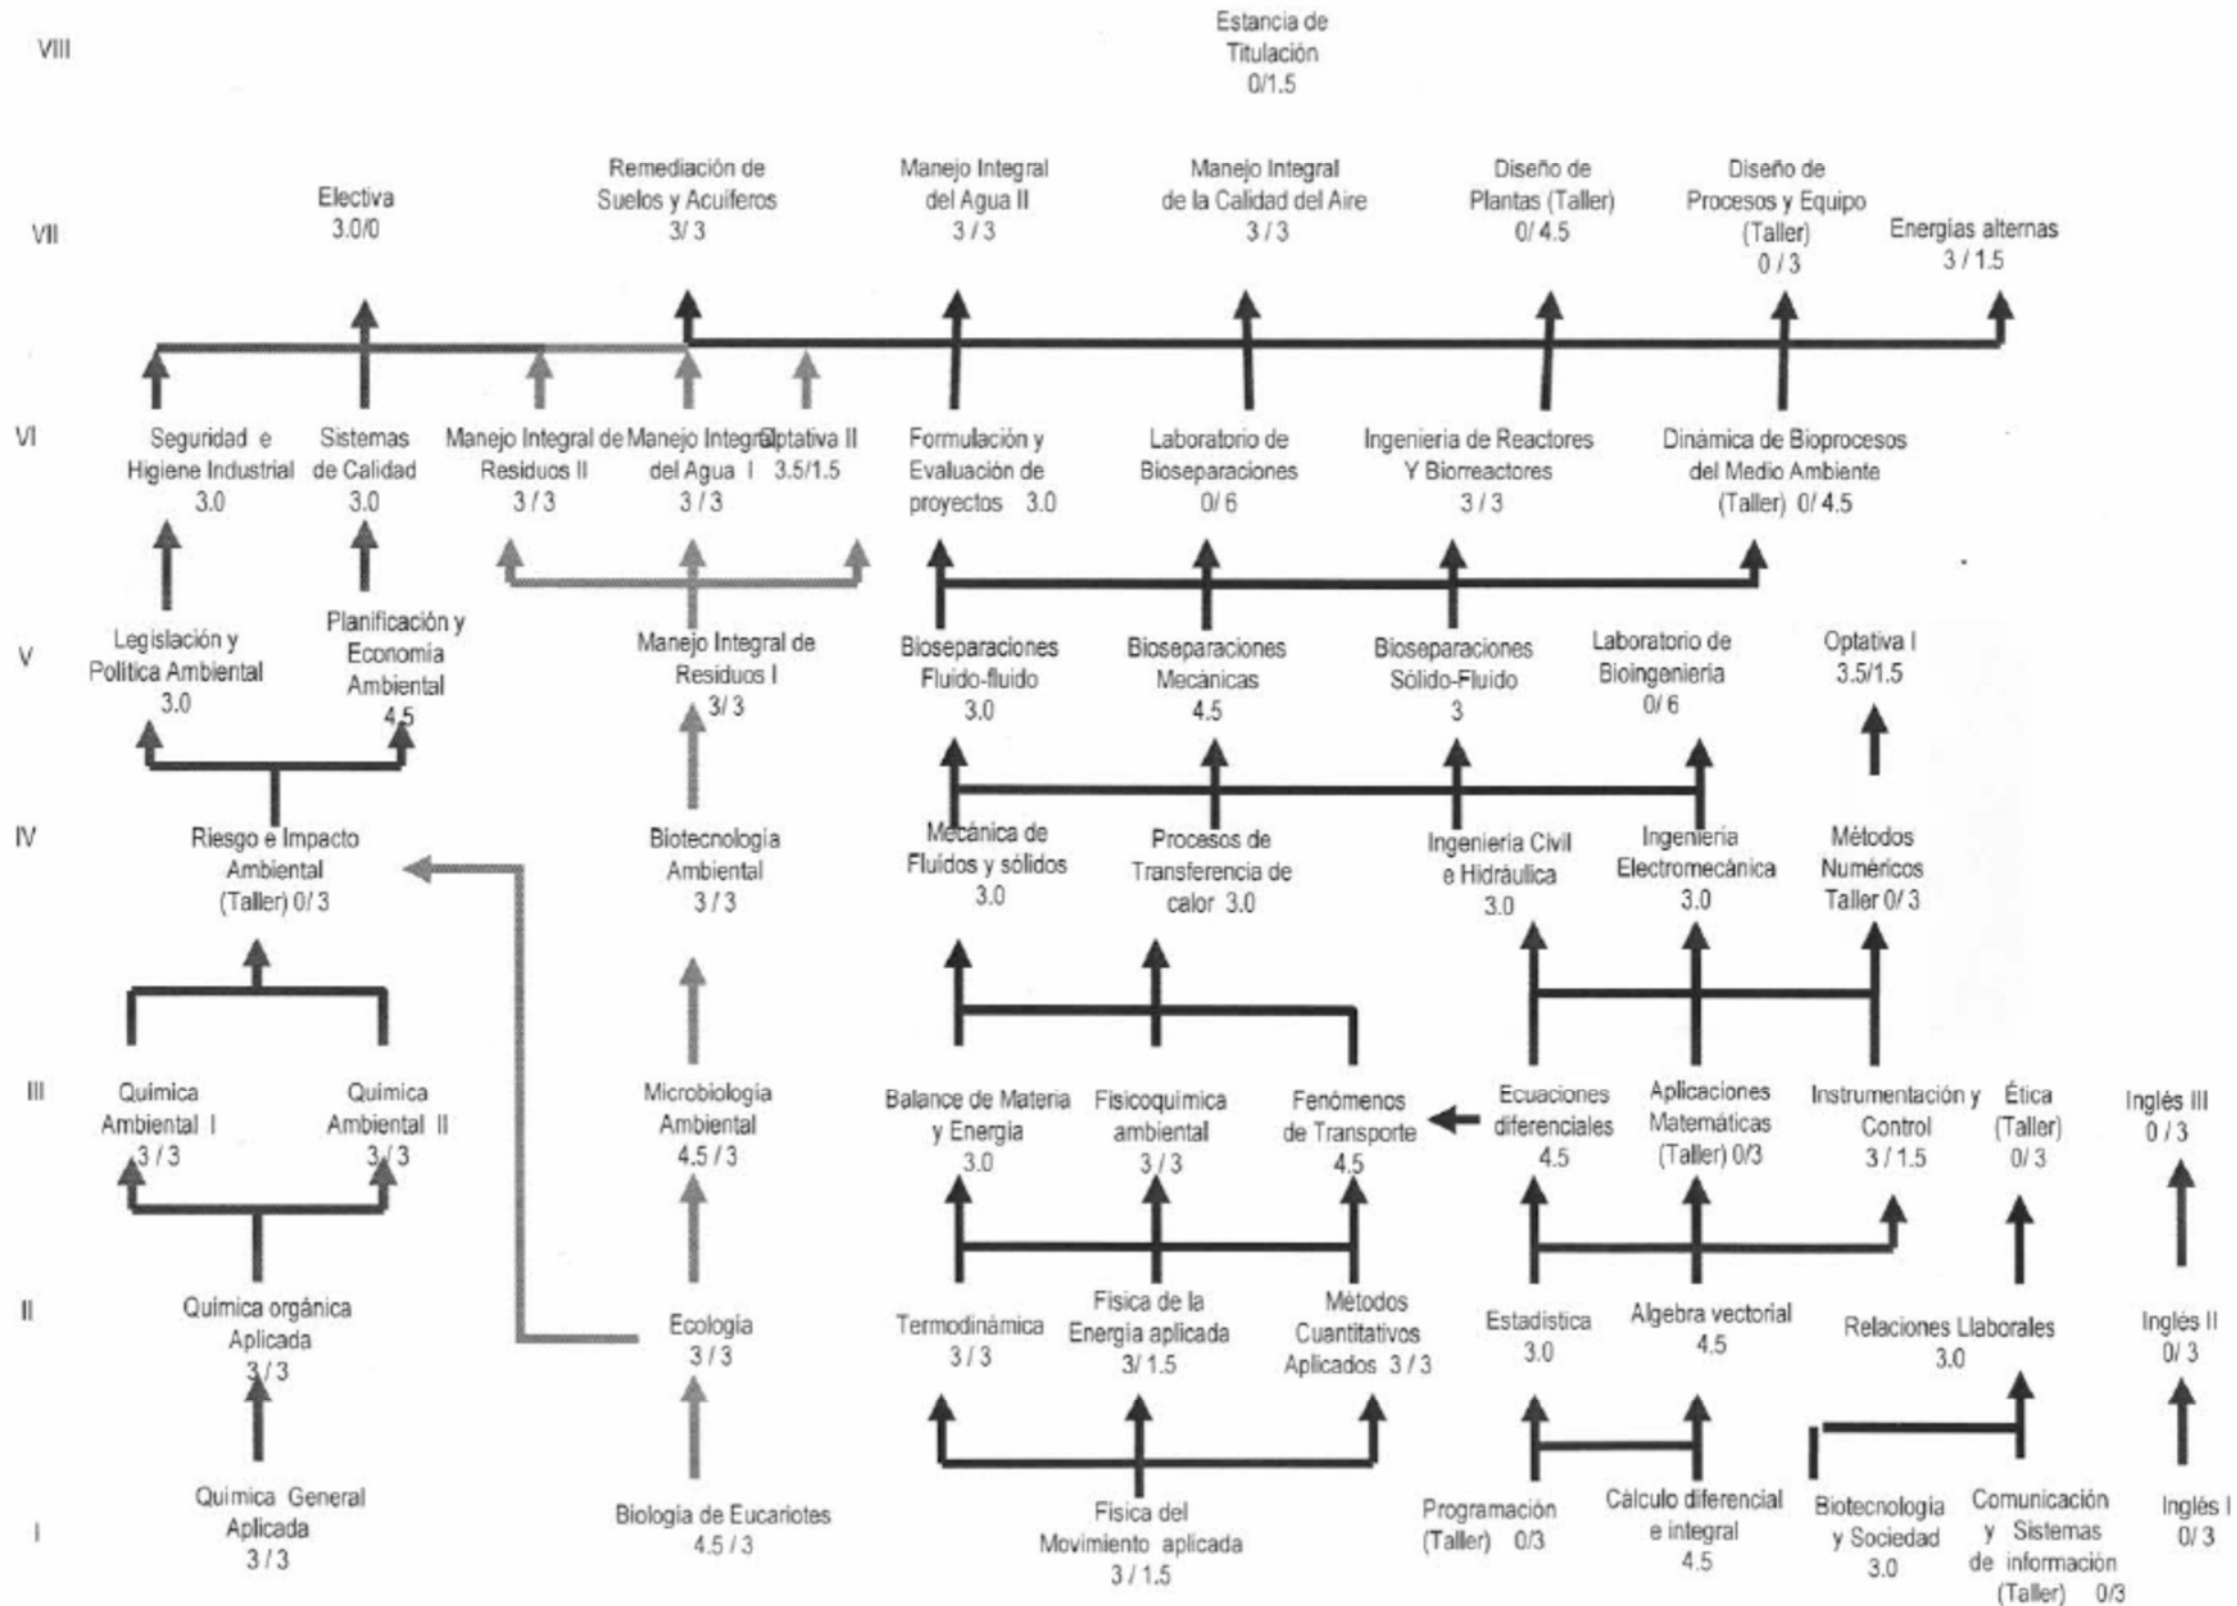 VIII
Estancia de
Titulación
0/1.5
VII
Electiva
3.0/0
Remediación de
Suelos y Acuíferos
3/ 3
Manejo Integral
del Agua II
3 / 3
Manejo Integral
de la Calidad del Aire
3 / 3
Diseño de
Plantas (Taller)
0/ 4.5
Diseño de
Procesos y Equipo
(Taller)
0 / 3
Energías alternas
3 / 1.5
VI
Seguridad e
Higiene Industrial
3.0
Sistemas
de Calidad
3.0
Manejo Integral de
Residuos II
3 / 3
Manejo Integral
del Agua I
3 / 3
Optativa II
3.5/1.5
Formulación y
Evaluación de
proyectos 3.0
Laboratorio de
Bioseparaciones
0/ 6
Ingeniería de Reactores
Y Biorreactores
3 / 3
Dinámica de Bioprocesos
del Medio Ambiente
(Taller) 0/ 4.5
V
Legislación y
Política Ambiental
3.0
Planificación y
Economía
Ambiental
4.5
Manejo Integral de
Residuos I
3/ 3
Bioseparaciones
Fluido-fluido
3.0
Bioseparaciones
Mecánicas
4.5
Bioseparaciones
Sólido-Fluido
3
Laboratorio de
Bioingeniería
0/ 6
Optativa I
3.5/1.5
IV
Riesgo e Impacto
Ambiental
(Taller) 0/ 3
Biotecnología
Ambiental
3 / 3
Mecánica de
Fluidos y sólidos
3.0
Procesos de
Transferencia de
calor 3.0
Ingeniería Civil
e Hidráulica
3.0
Ingeniería
Electromecánica
3.0
Métodos
Numéricos
Taller 0/ 3
III
Química
Ambiental I
3 / 3
Química
Ambiental II
3 / 3
Microbiología
Ambiental
4.5 / 3
Balance de Materia
y Energía
3.0
Fisicoquímica
ambiental
3 / 3
Fenómenos
de Transporte
4.5
Ecuaciones
diferenciales
4.5
Aplicaciones
Matemáticas
(Taller) 0/3
Instrumentación y
Control
3 / 1.5
Ética
(Taller)
0/ 3
Inglés III
0 / 3
II
Química orgánica
Aplicada
3 / 3
Ecología
3 / 3
Termodinámica
3 / 3
Física de la
Energía aplicada
3/ 1.5
Métodos
Cuantitativos
Aplicados 3 / 3
Estadística
3.0
Algebra vectorial
4.5
Relaciones Llaborales
3.0
Inglés II
0/ 3
I
Química General
Aplicada
3 / 3
Biología de Eucariotes
4.5 / 3
Física del
Movimiento aplicada
3 / 1.5
Programación
(Taller) 0/3
Cálculo diferencial
e integral
4.5
Biotecnología
y Sociedad
3.0
Comunicación
y Sistemas
de información
(Taller) 0/3
Inglés I
0/ 3